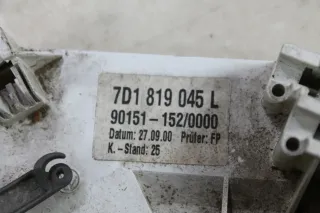 7D1 819 045 L
90151-152/0000
Datum: 27.09.00 Prüfer: FP
K.-Stand: 25